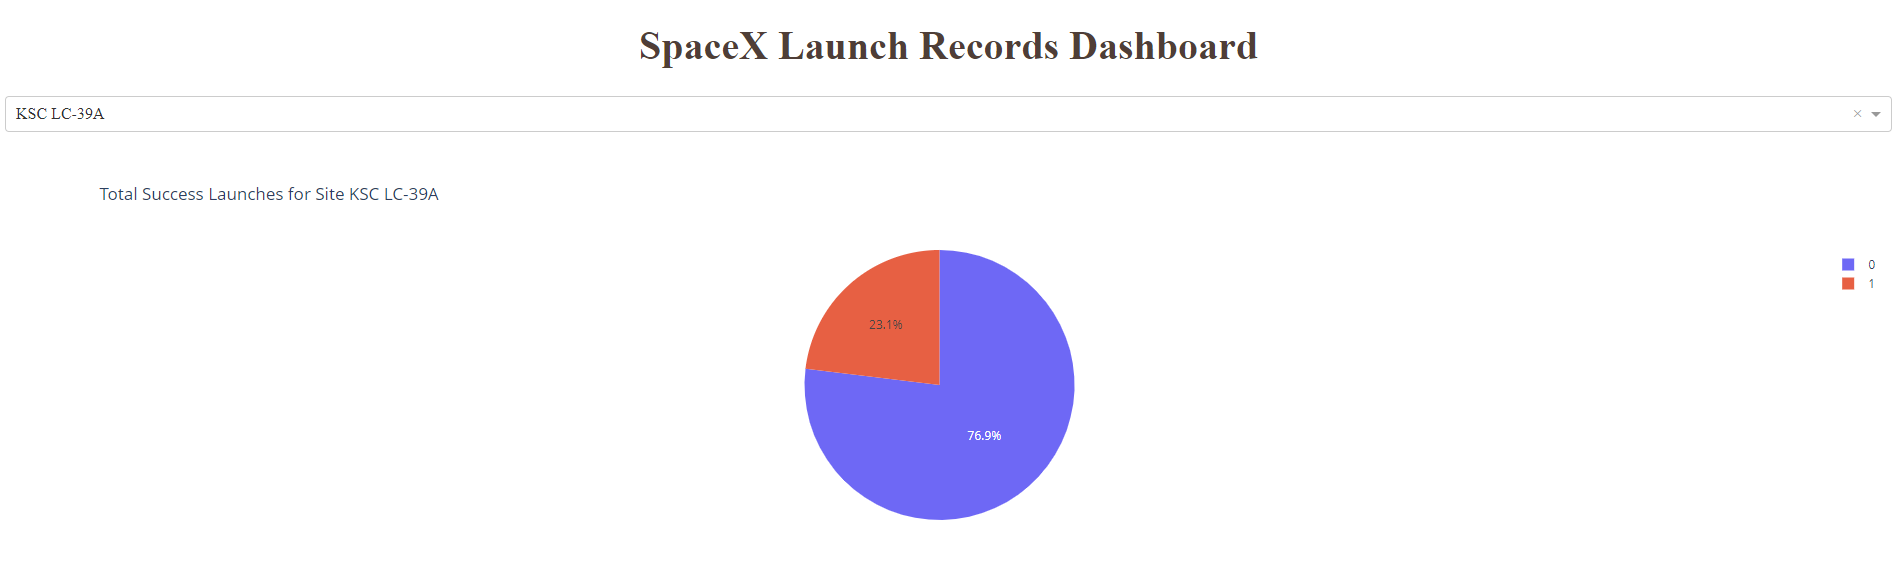 SpaceX Launch Records Dashboard
KSC LC-39A
×
Total Success Launches for Site KSC LC-39A
0
1
23.1%
76.9%